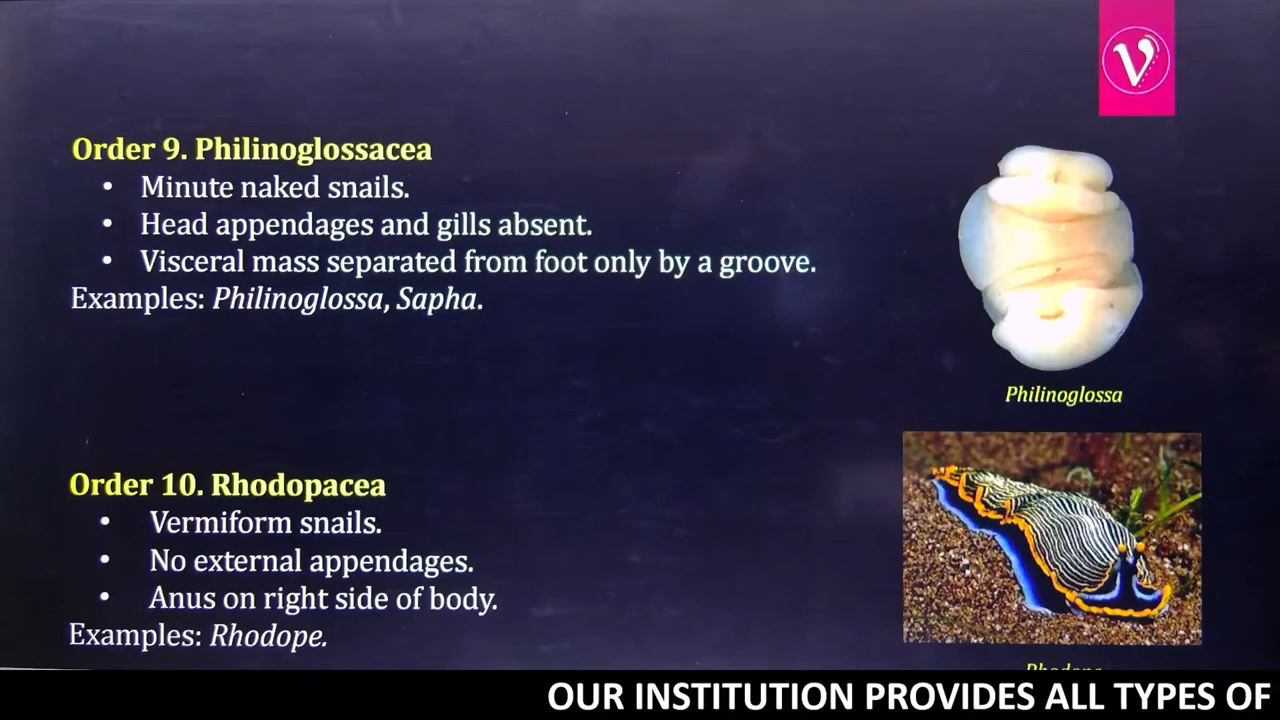 Order 9. Philinoglossacea
• Minute naked snails.
• Head appendages and gills absent.
• Visceral mass separated from foot only by a groove.
Examples: Philinoglossa, Sapha.
Philinoglossa
Order 10. Rhodopacea
• Vermiform snails.
• No external appendages.
• Anus on right side of body.
Examples: Rhodope.
Rhodope
OUR INSTITUTION PROVIDES ALL TYPES OF